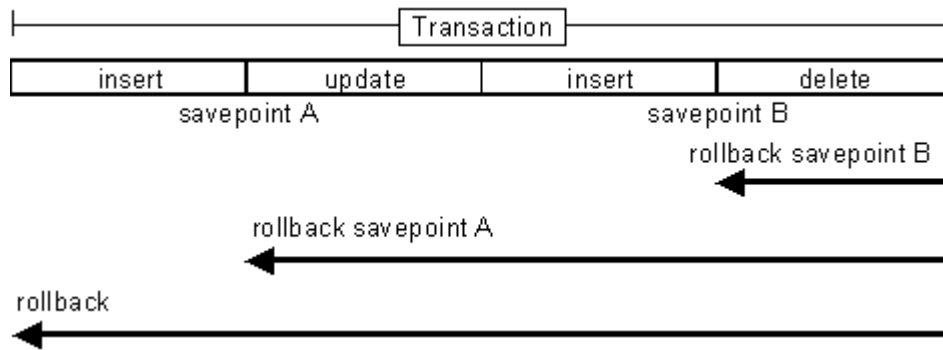 Transaction
insert update insert delete
savepoint A savepoint B
rollback savepoint B
rollback savepoint A
rollback